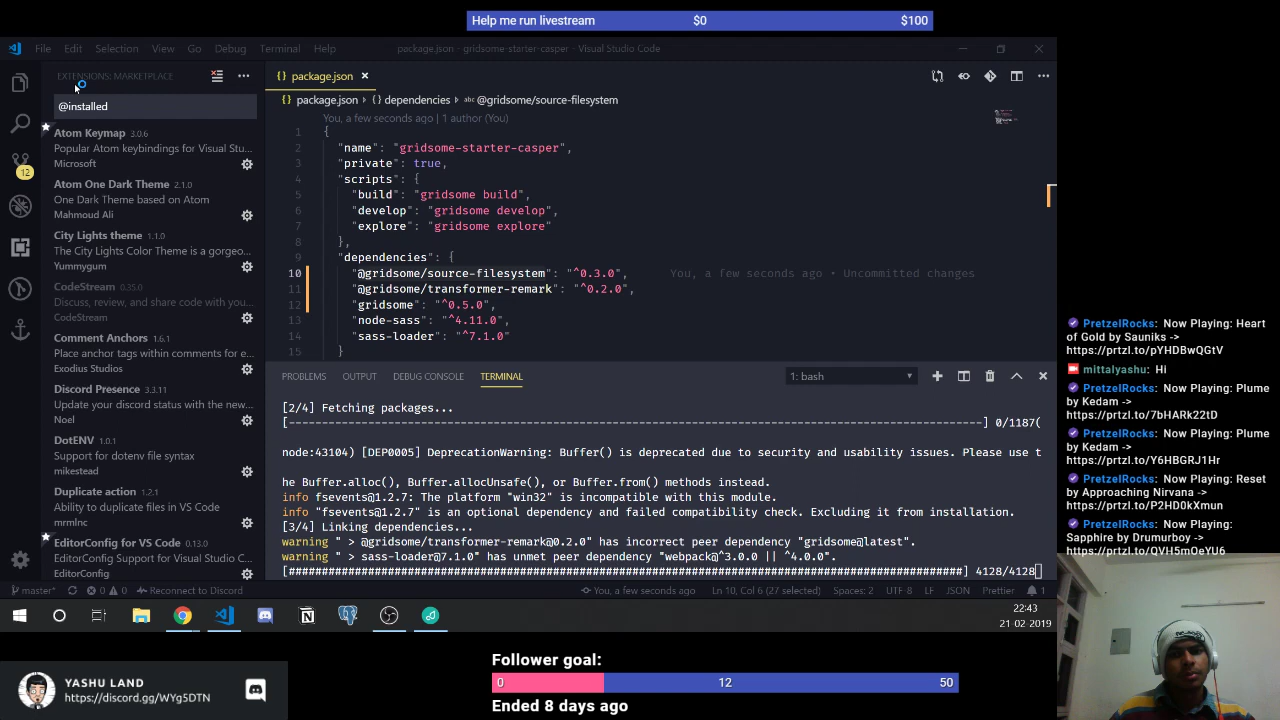 Help me run livestream $0 $100
File Edit Selection View Go Debug Terminal Help
package.json - gridsome-starter-casper - Visual Studio Code
EXTENSIONS: MARKETPLACE
@installed
Atom Keymap 3.0.6
Popular Atom keybindings for Visual Stu...
Microsoft
Atom One Dark Theme 2.1.0
One Dark Theme based on Atom
Mahmoud Ali
City Lights theme 1.1.0
The City Lights Color Theme is a gorgeo...
Yummygum
CodeStream 0.35.0
Discuss, review, and share code with you...
CodeStream
Comment Anchors 1.6.1
Place anchor tags within comments for e...
Exodius Studios
Discord Presence 3.3.11
Update your discord status with the new...
Noel
DotENV 1.0.1
Support for dotenv file syntax
mikestead
Duplicate action 1.2.1
Ability to duplicate files in VS Code
mrmlnc
EditorConfig for VS Code 0.13.0
EditorConfig Support for Visual Studio C...
EditorConfig
12
{} package.json ×
{} package.json › {} dependencies › abc @gridsome/source-filesystem
You, a few seconds ago | 1 author (You)
1 {
2 "name": "gridsome-starter-casper",
3 "private": true,
4 "scripts": {
5 "build": "gridsome build",
6 "develop": "gridsome develop",
7 "explore": "gridsome explore"
8 },
9 "dependencies": {
10 "@gridsome/source-filesystem": "^0.3.0", You, a few seconds ago • Uncommitted changes
11 "@gridsome/transformer-remark": "^0.2.0",
12 "gridsome": "^0.5.0",
13 "node-sass": "^4.11.0",
14 "sass-loader": "^7.1.0"
15 }
PROBLEMS OUTPUT DEBUG CONSOLE TERMINAL 1: bash
[2/4] Fetching packages...
[----------------------------------------------------------------------------------------------------] 0/1187(
node:43104) [DEP0005] DeprecationWarning: Buffer() is deprecated due to security and usability issues. Please use t
he Buffer.alloc(), Buffer.allocUnsafe(), or Buffer.from() methods instead.
info fsevents@1.2.7: The platform "win32" is incompatible with this module.
info "fsevents@1.2.7" is an optional dependency and failed compatibility check. Excluding it from installation.
[3/4] Linking dependencies...
warning " > @gridsome/transformer-remark@0.2.0" has incorrect peer dependency "gridsome@latest".
warning " > sass-loader@7.1.0" has unmet peer dependency "webpack@^3.0.0 || ^4.0.0".
[################################################################################################] 4128/4128
master* 0 0 Reconnect to Discord You, a few seconds ago Ln 10, Col 6 (27 selected) Spaces: 2 UTF-8 LF JSON Prettier 1
22:43
21-02-2019
PretzelRocks: Now Playing: Heart
of Gold by Sauniks ->
https://prtzl.to/pYHDBwQGtV
mittalyashu: Hi
PretzelRocks: Now Playing: Plume
by Kedam ->
https://prtzl.to/7bHARk22tD
PretzelRocks: Now Playing: Plume
by Kedam ->
https://prtzl.to/Y6HBGRJ1Hr
PretzelRocks: Now Playing: Reset
by Approaching Nirvana ->
https://prtzl.to/P2HD0kXmun
PretzelRocks: Now Playing:
Sapphire by Drumurboy ->
https://prtzl.to/QVH5mOeYU6
YASHU LAND
https://discord.gg/WYg5DTN
Follower goal:
0 12 50
Ended 8 days ago